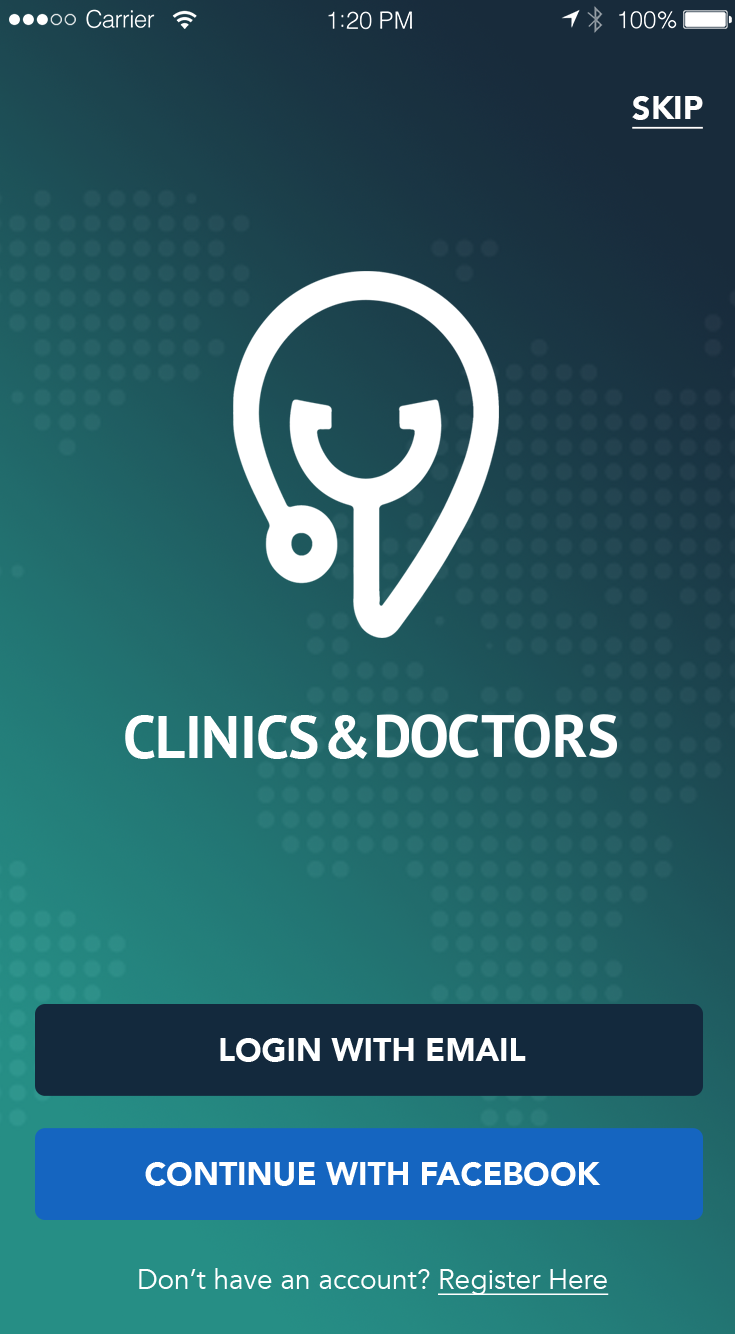 Carrier 1:20 PM 100%
SKIP
CLINICS & DOCTORS
LOGIN WITH EMAIL
CONTINUE WITH FACEBOOK
Don’t have an account? Register Here